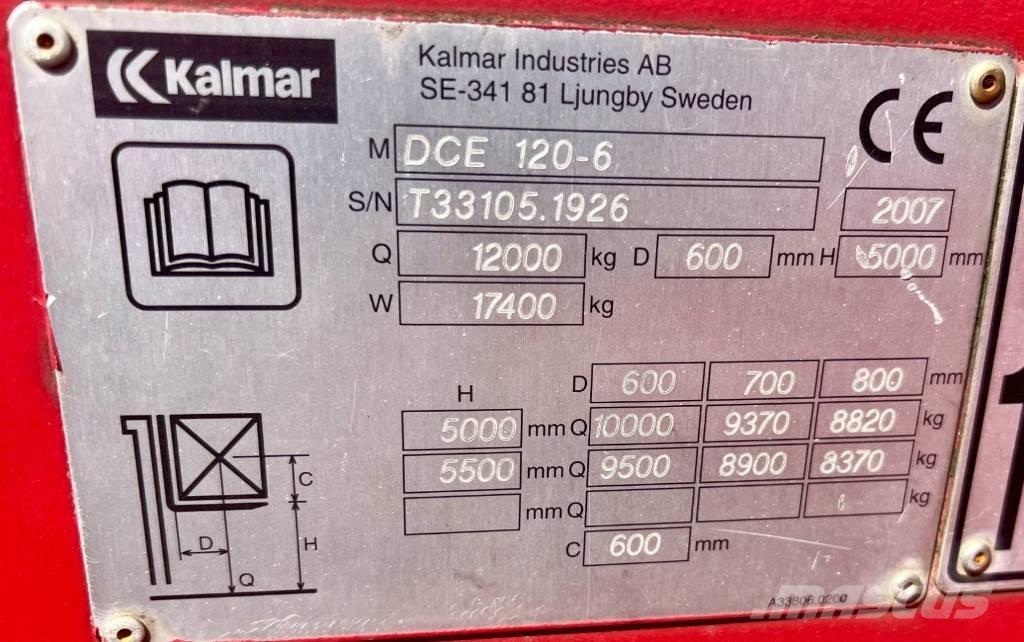 Kalmar
Kalmar Industries AB
SE-341 81 Ljungby Sweden
CE
M DCE 120-6
S/N T33105.1926 2007
Q 12000 kg D 600 mm H 5000 mm
W 17400 kg
H D 600 700 800 mm
5000 mm Q 10000 9370 8820 kg
5500 mm Q 9500 8900 8370 kg
mm Q kg
C 600 mm
C
D
H
Q
A33806.0200
MASCUS